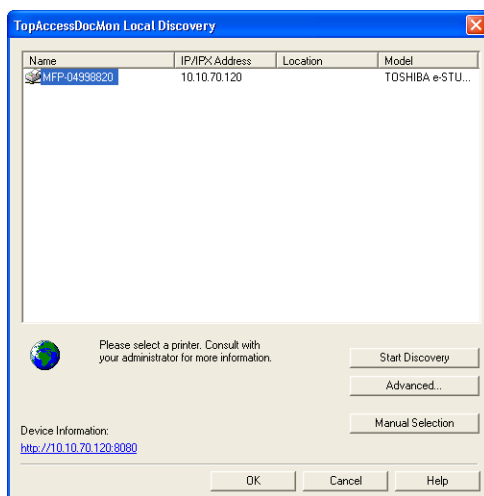 TopAccessDocMon Local Discovery
Name IP/IPX Address Location Model
MFP-04998820 10.10.70.120 TOSHIBA e-STU...
Please select a printer. Consult with
your administrator for more information.
Start Discovery
Advanced...
Manual Selection
Device Information:
http://10.10.70.120:8080
OK Cancel Help